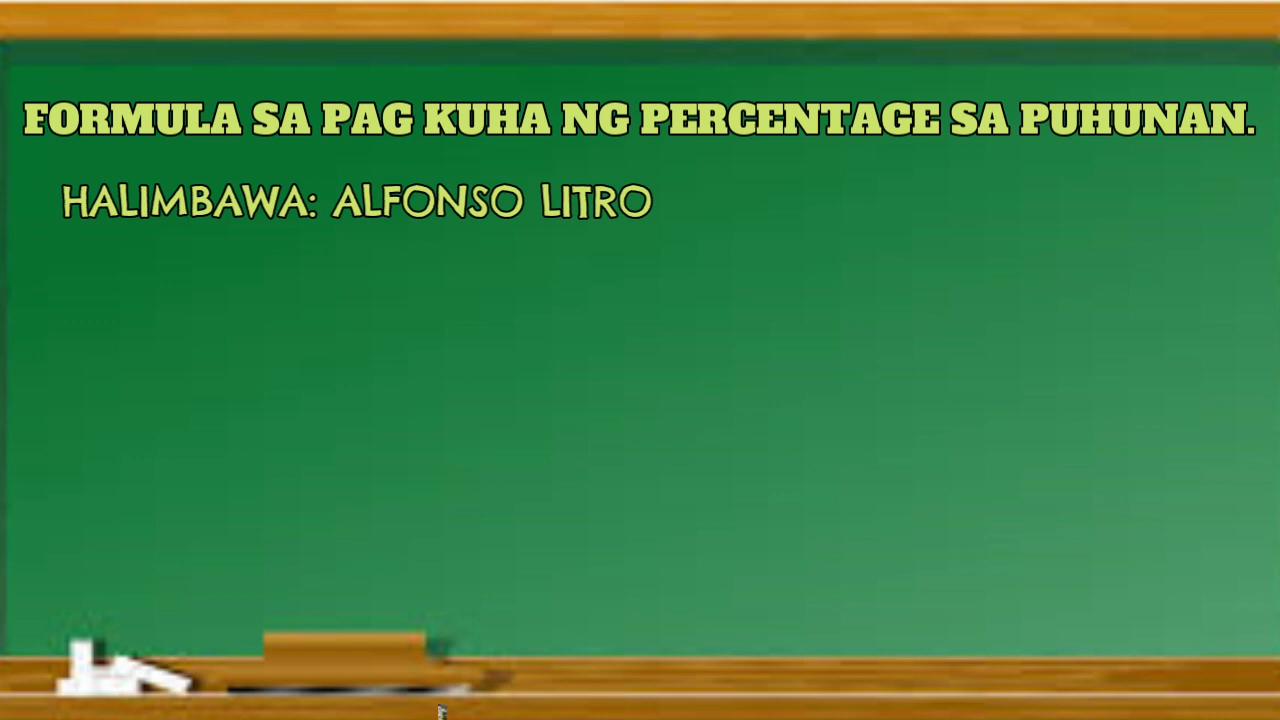 FORMULA SA PAG KUHA NG PERCENTAGE SA PUHUNAN.
HALIMBAWA: ALFONSO LITRO